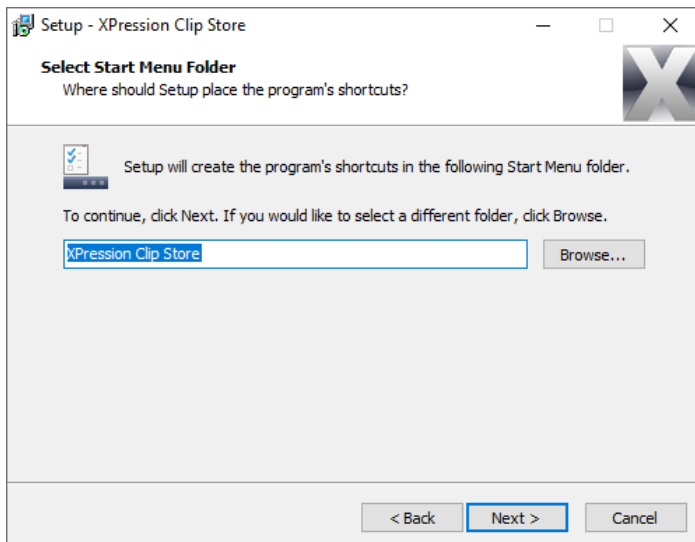 Setup - XPression Clip Store
Select Start Menu Folder
Where should Setup place the program's shortcuts?
Setup will create the program's shortcuts in the following Start Menu folder.
To continue, click Next. If you would like to select a different folder, click Browse.
XPression Clip Store
Browse...
< Back
Next >
Cancel